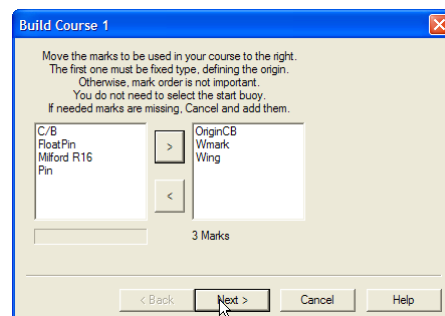 Build Course 1
Move the marks to be used in your course to the right.
The first one must be fixed type, defining the origin.
Otherwise, mark order is not important.
You do not need to select the start buoy.
If needed marks are missing, Cancel and add them.
C/B
FloatPin
Milford R16
Pin
>
<
OriginCB
Wmark
Wing
3 Marks
< Back
Next >
Cancel
Help